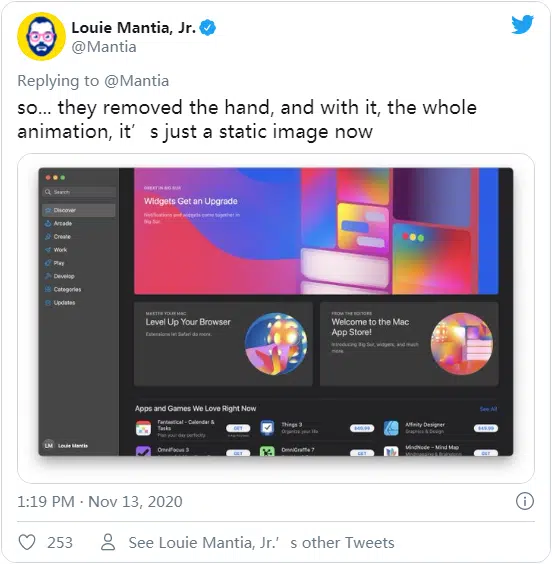 Louie Mantia, Jr.
@Mantia
Replying to @Mantia
so... they removed the hand, and with it, the whole
animation, it's just a static image now
Search
Discover
Arcade
Create
Work
Play
Develop
Categories
Updates
LM Louie Mantia
GREAT IN BIG SUR
Widgets Get an Upgrade
Notifications and widgets come together in
Big Sur.
MASTER YOUR MAC
Level Up Your Browser
Extensions let Safari do more.
FROM THE EDITORS
Welcome to the Mac
App Store!
Introducing Big Sur, widgets, and much
more.
Apps and Games We Love Right Now
See All
Fantastical - Calendar &
Tasks
Plan your day perfectly
GET
Things 3
Organize your life
$49.99
Affinity Designer
Graphics & Design
$49.99
OmniFocus 3
GET
OmniGraffle 7
GET
MindNode – Mind Map
GET
1:19 PM · Nov 13, 2020
253
See Louie Mantia, Jr.'s other Tweets